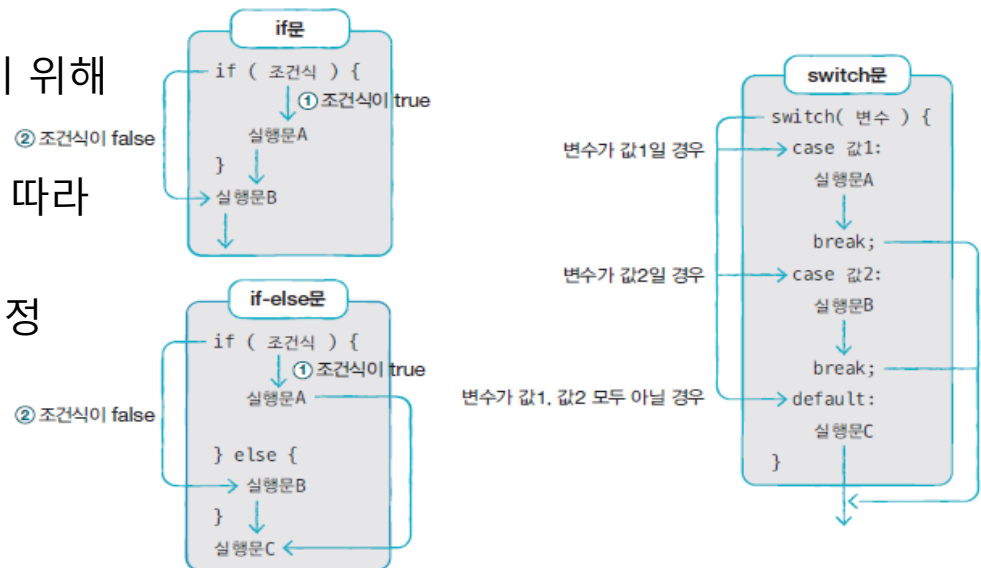 | 위해
따라
정
if문
if ( 조건식 ) {
① 조건식이 true
② 조건식이 false
실행문A
}
실행문B
if-else문
if ( 조건식 ) {
① 조건식이 true
실행문A
② 조건식이 false
} else {
실행문B
}
실행문C
switch문
switch( 변수 ) {
변수가 값1일 경우
case 값1:
실행문A
break;
변수가 값2일 경우
case 값2:
실행문B
break;
변수가 값1, 값2 모두 아닐 경우
default:
실행문C
}